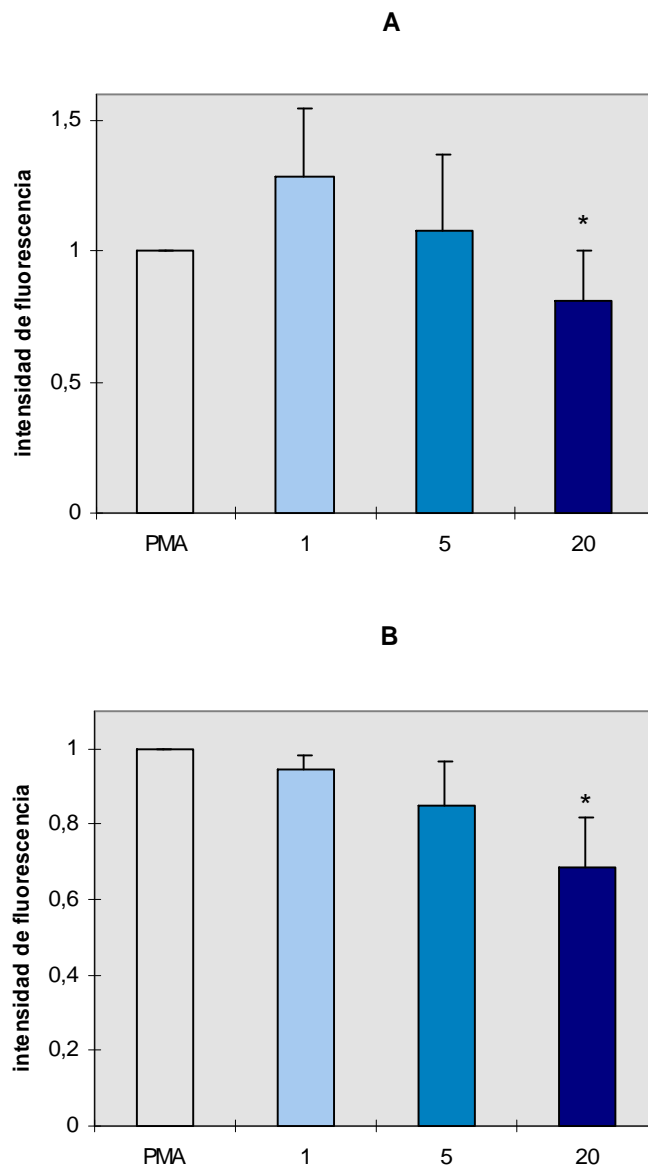 A
intensidad de fluorescencia
1,5
1
0,5
0
*
PMA 1 5 20
B
intensidad de fluorescencia
1
0,8
0,6
0,4
0,2
0
*
PMA 1 5 20